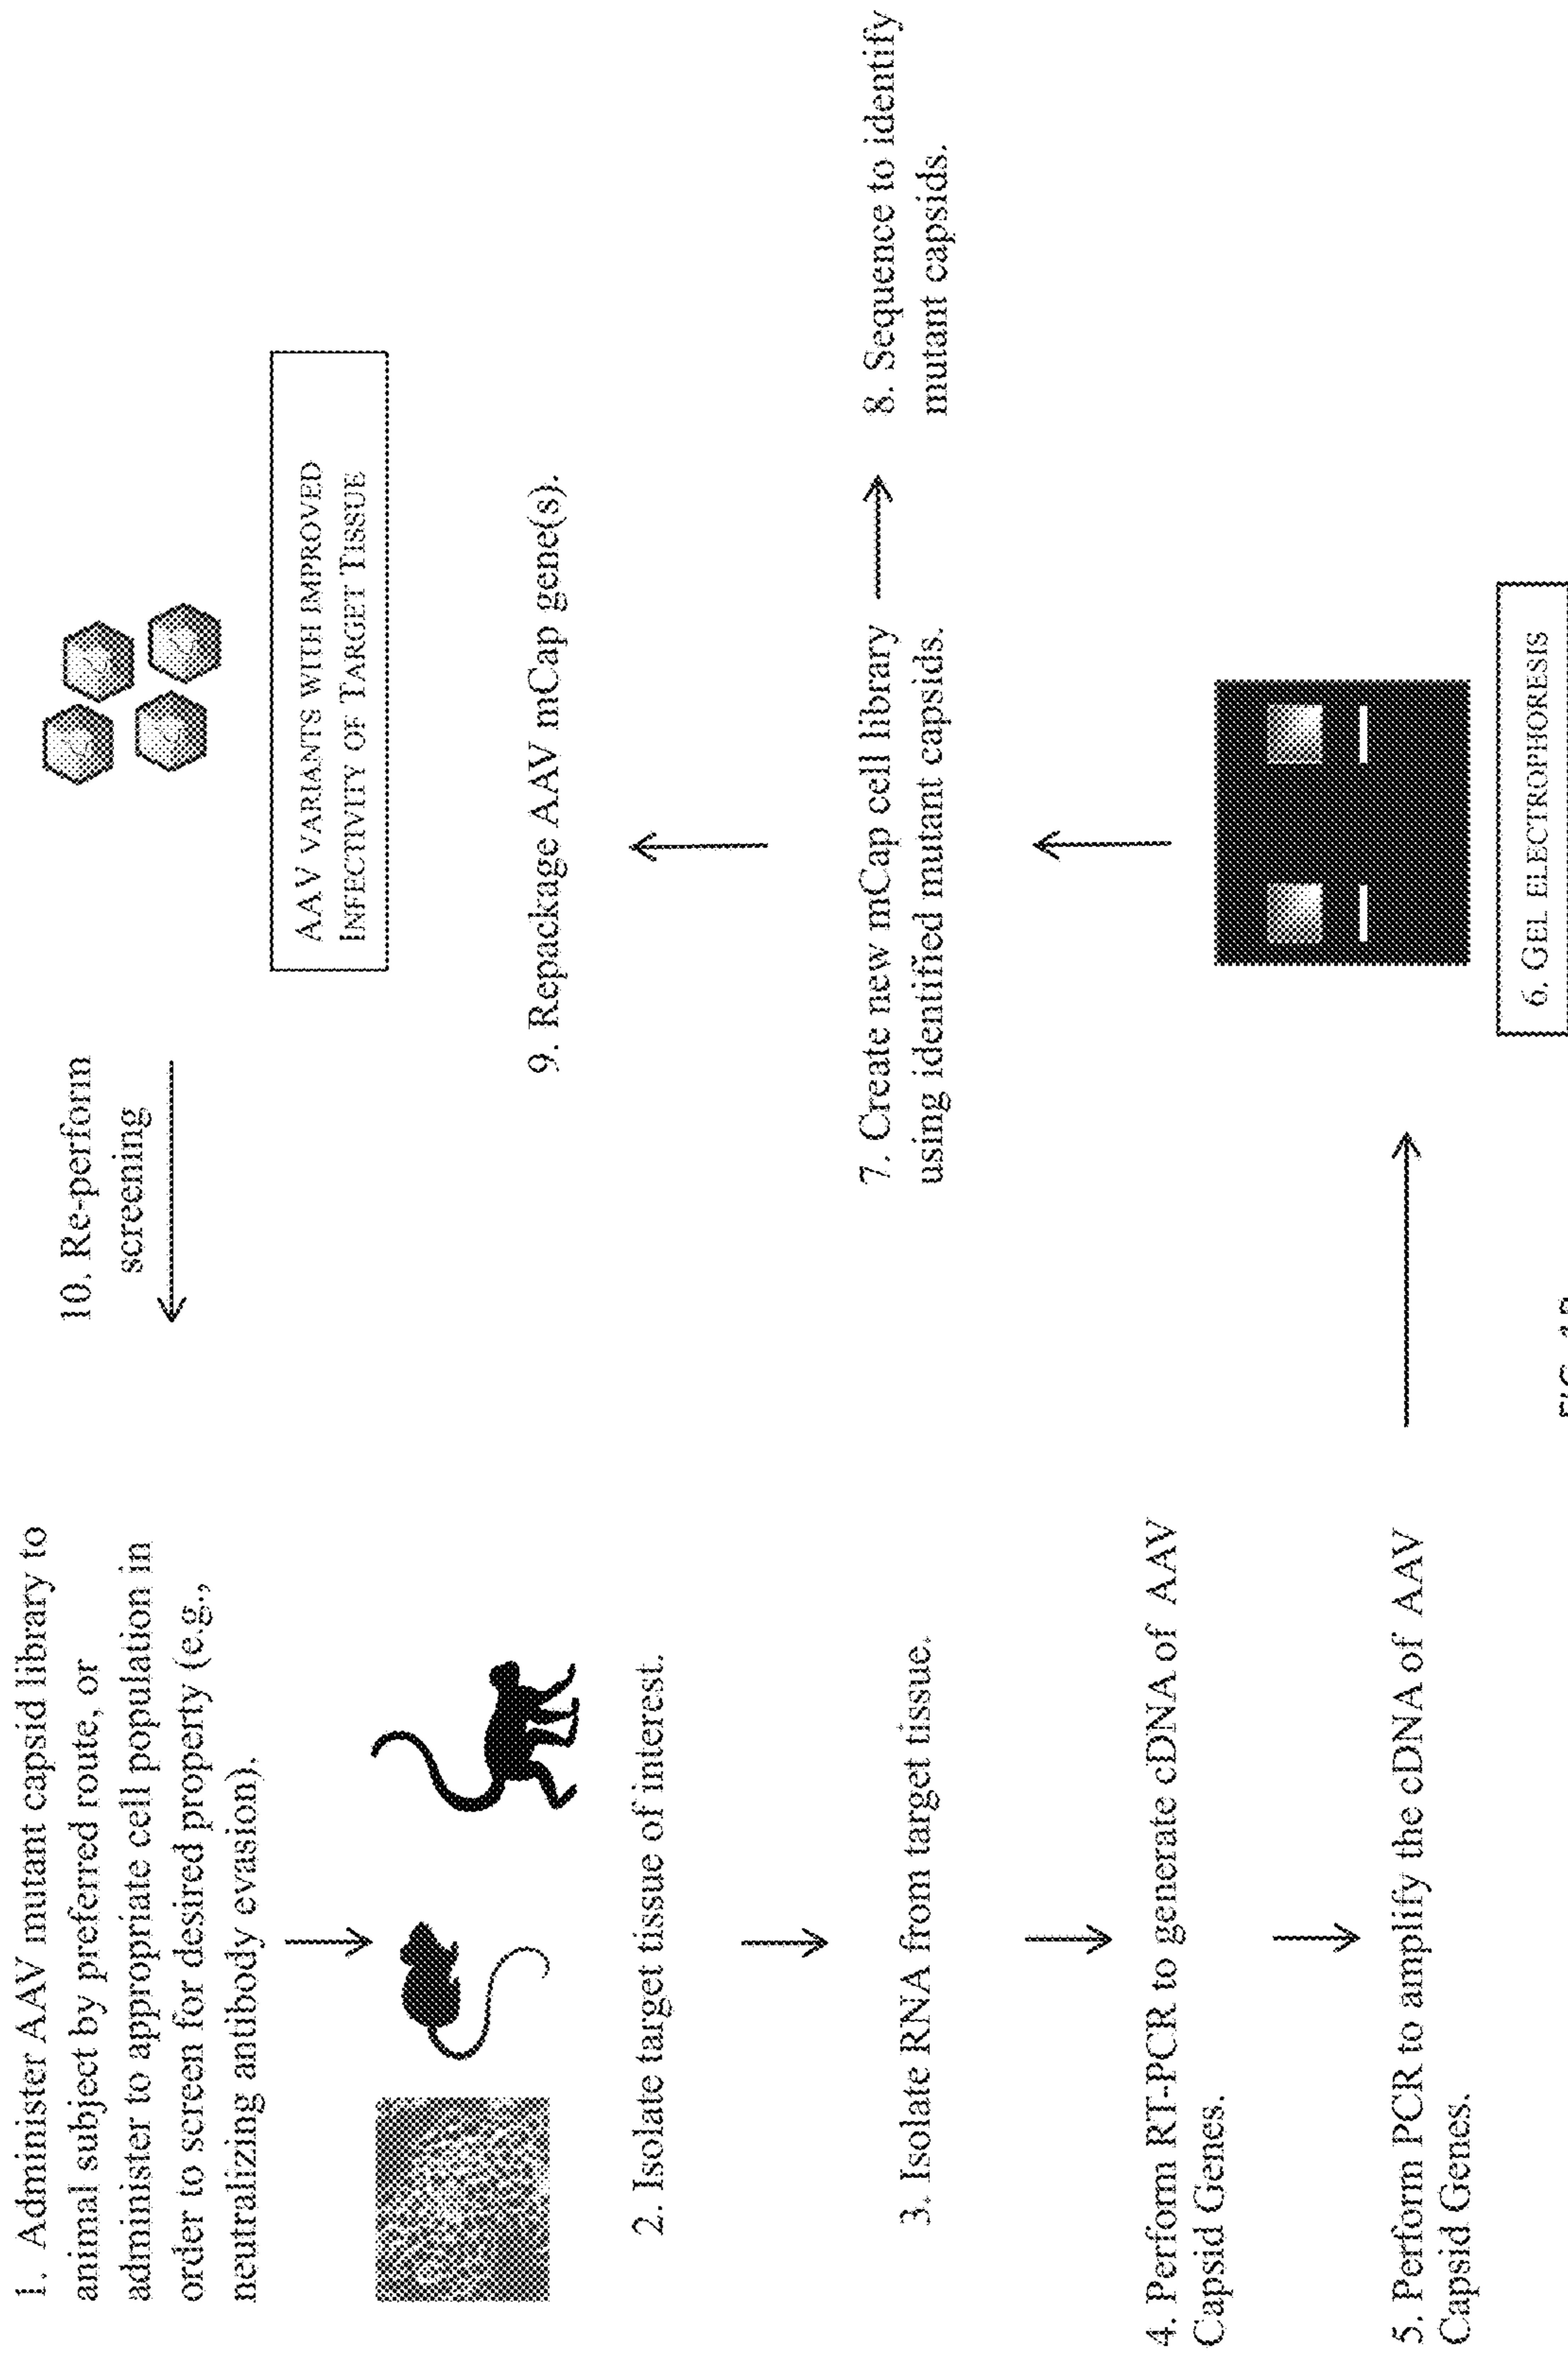 1. Administer AAV mutant capsid library to
animal subject by preferred route, or
administer to appropriate cell population in
order to screen for desired property (e.g.,
neutralizing antibody evasion).
2. Isolate target tissue of interest.
3. Isolate RNA from target tissue.
4. Perform RT-PCR to generate cDNA of AAV
Capsid Genes.
5. Perform PCR to amplify the cDNA of AAV
Capsid Genes.
6. GEL ELECTROPHORESIS
7. Create new mCap cell library
using identified mutant capsids.
8. Sequence to identify
mutant capsids.
9. Repackage AAV mCap gene(s).
AAV VARIANTS WITH IMPROVED
INFECTIVITY OF TARGET TISSUE
10. Re-perform
screening